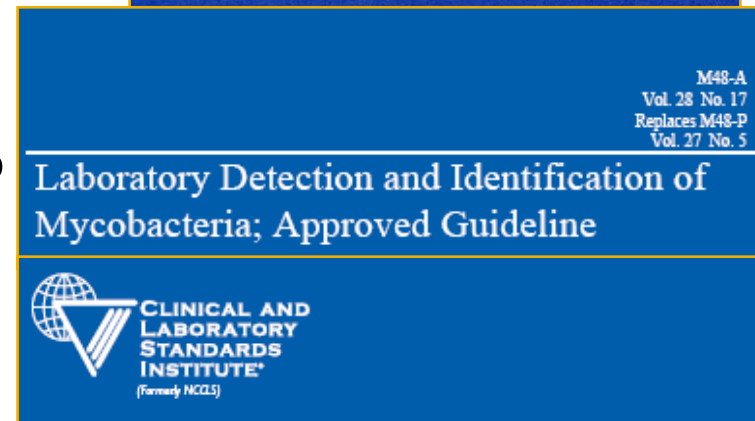 M48-A
Vol. 28 No. 17
Replaces M48-P
Vol. 27 No. 5
Laboratory Detection and Identification of
Mycobacteria; Approved Guideline
CLINICAL AND
LABORATORY
STANDARDS
INSTITUTE®
(Formerly NCCLS)